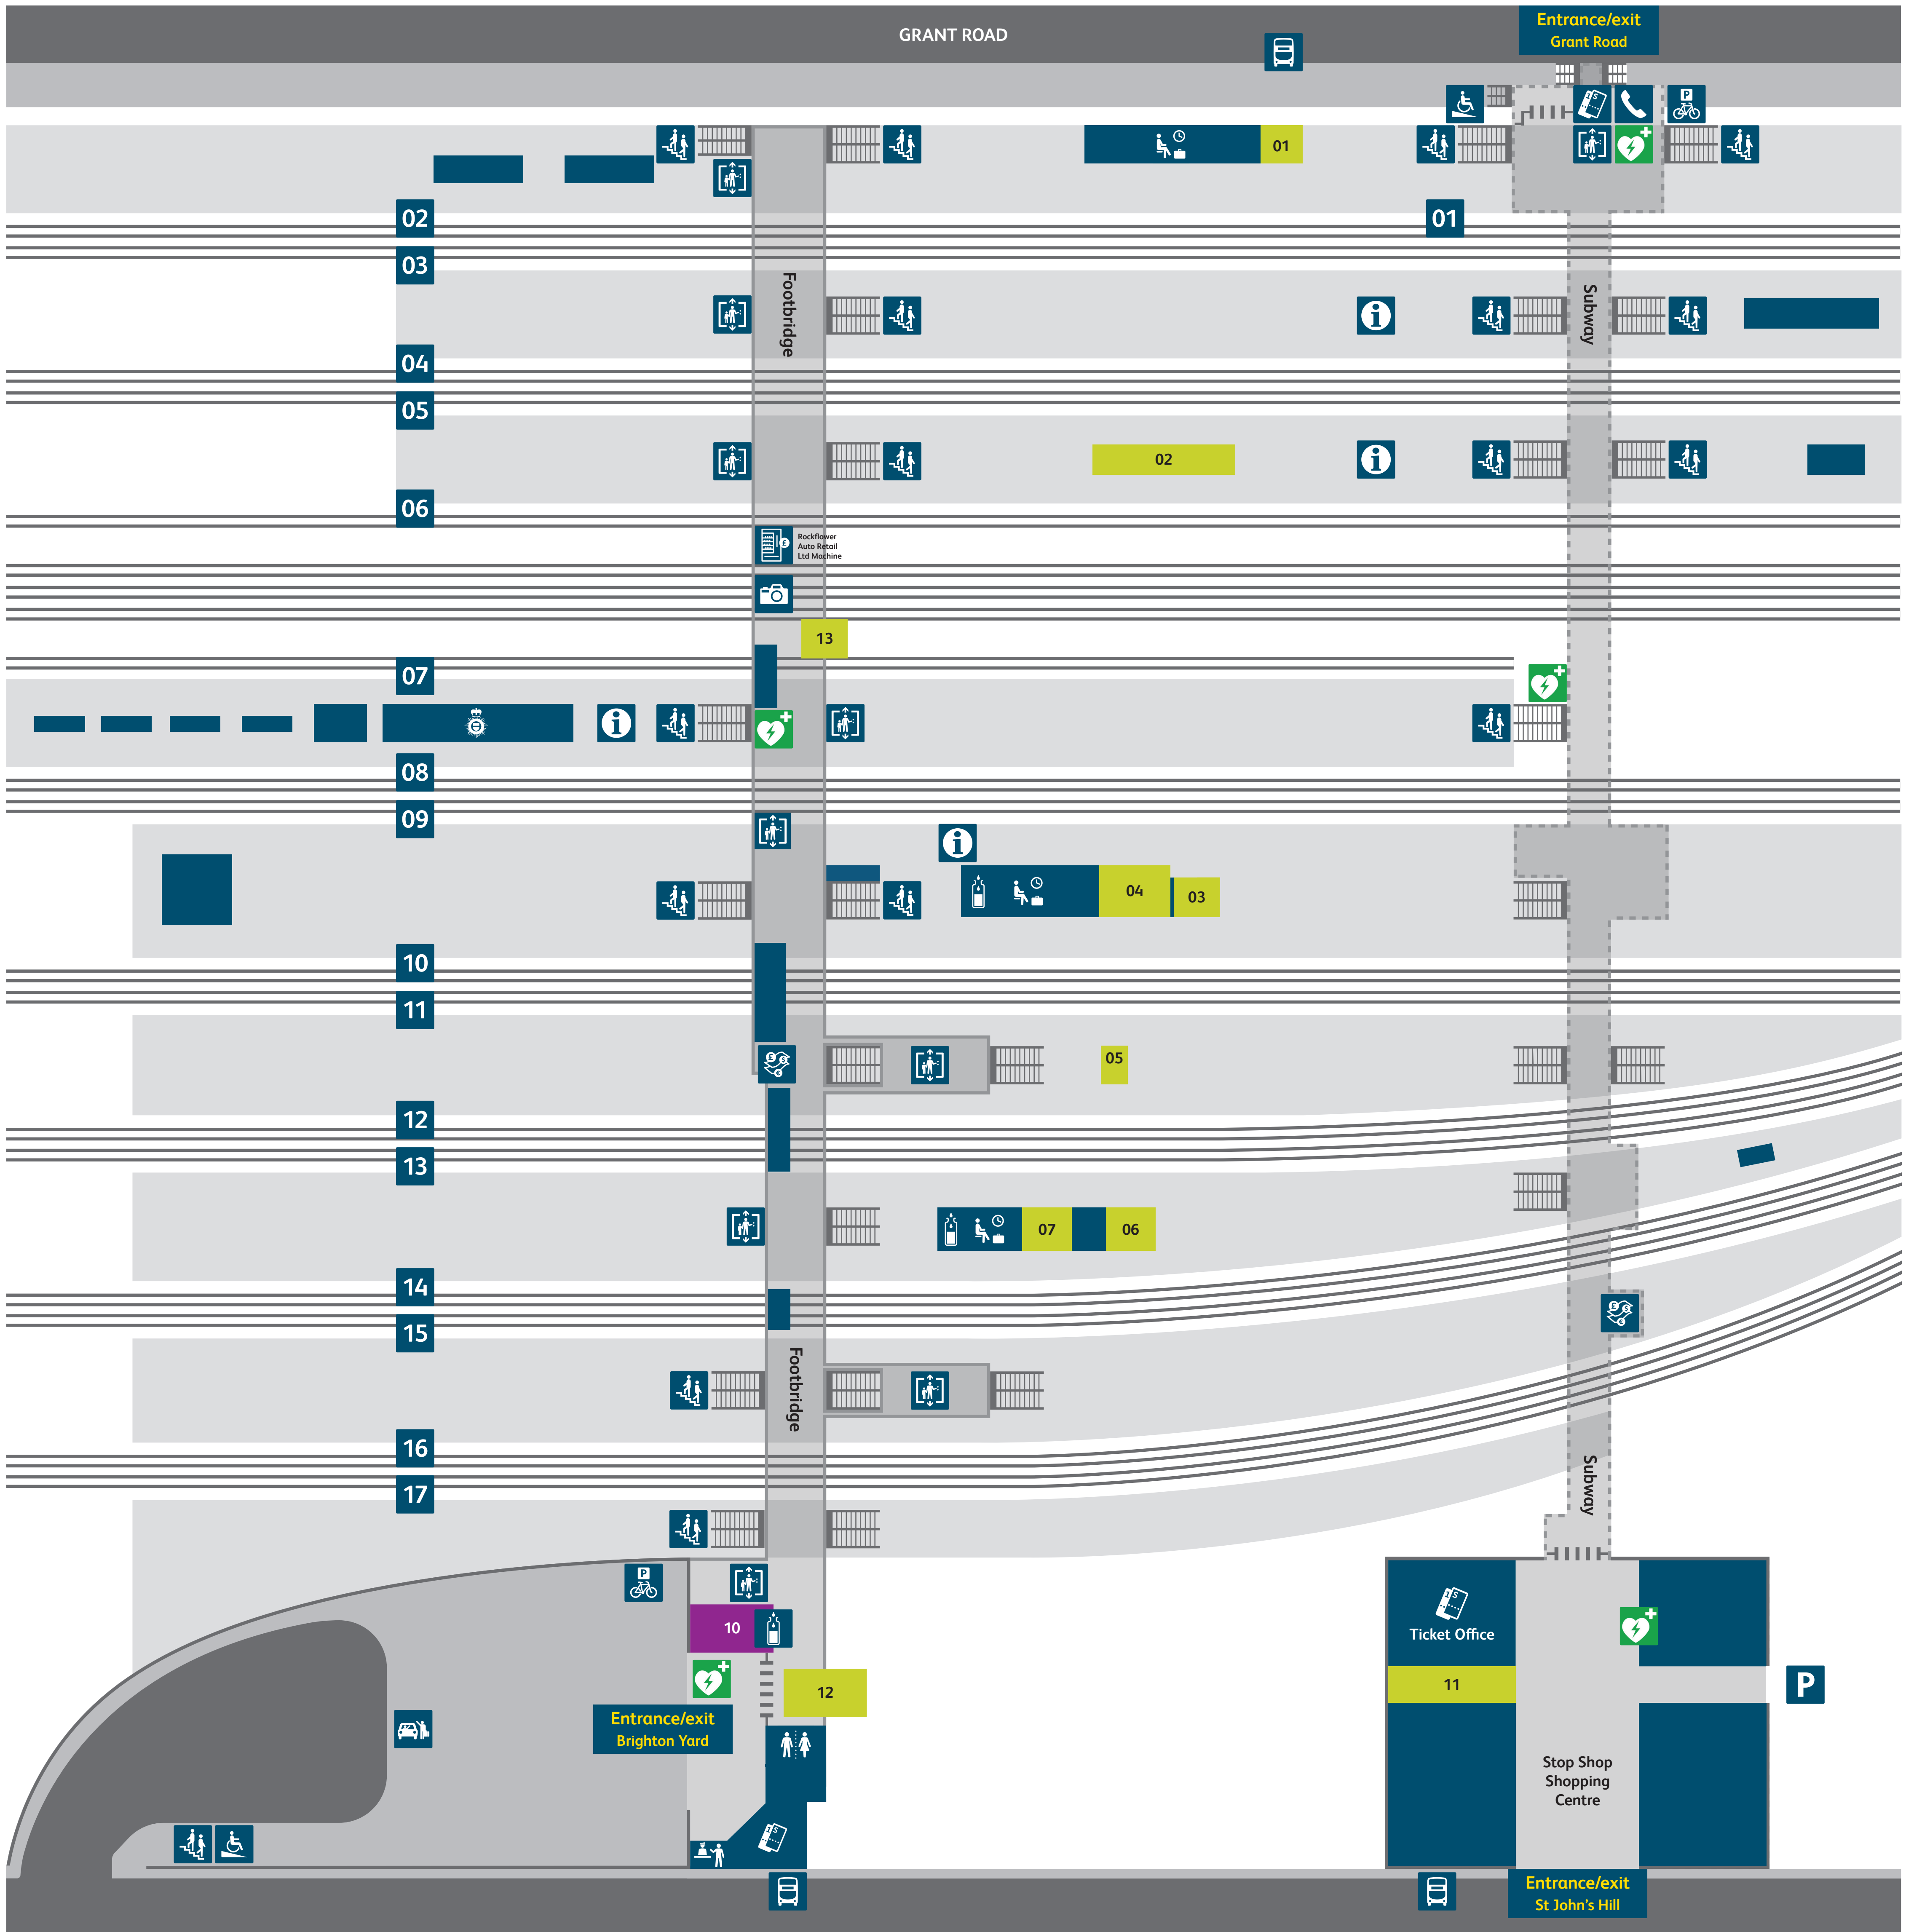 Entrance/exit
Grant Road
GRANT ROAD
P
01
02
01
03
Footbridge
Subway
04
05
02
06
Rockflower
Auto Retail
Ltd Machine
13
07
08
09
04
03
10
11
05
12
13
07
06
14
15
Footbridge
16
Subway
17
P
10
Ticket Office
11
P
12
Entrance/exit
Brighton Yard
Stop Shop
Shopping
Centre
Entrance/exit
St John's Hill